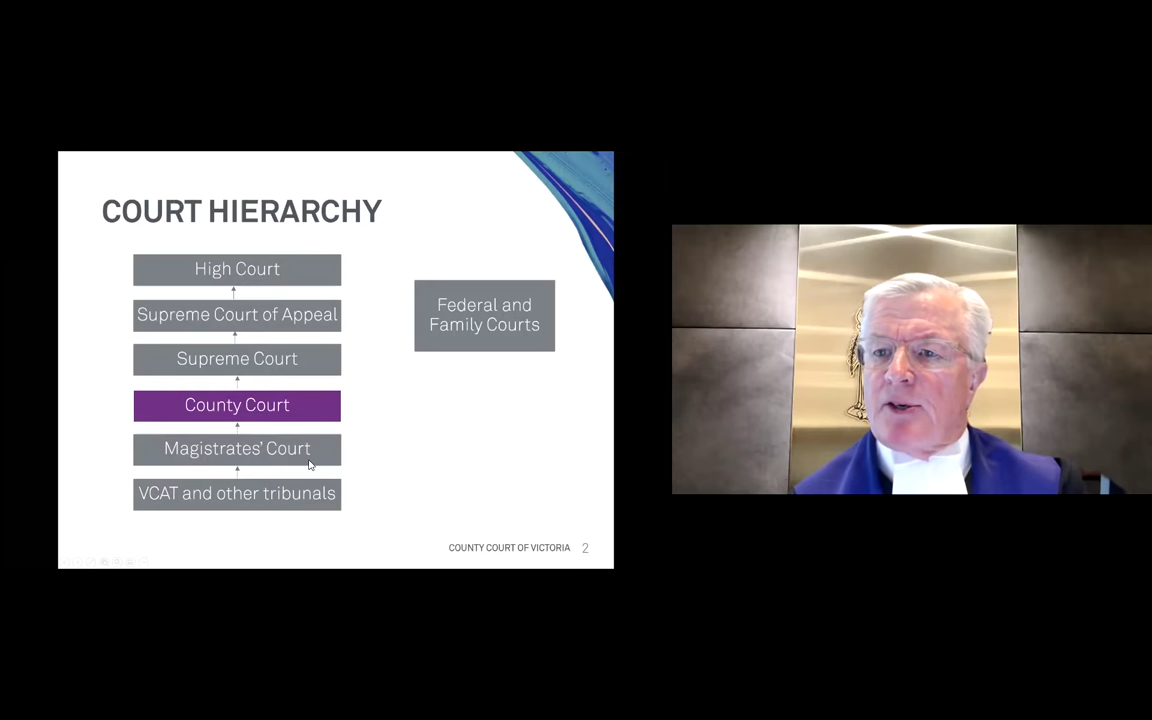 COURT HIERARCHY
High Court
Supreme Court of Appeal
Supreme Court
County Court
Magistrates' Court
VCAT and other tribunals
Federal and
Family Courts
COUNTY COURT OF VICTORIA 2